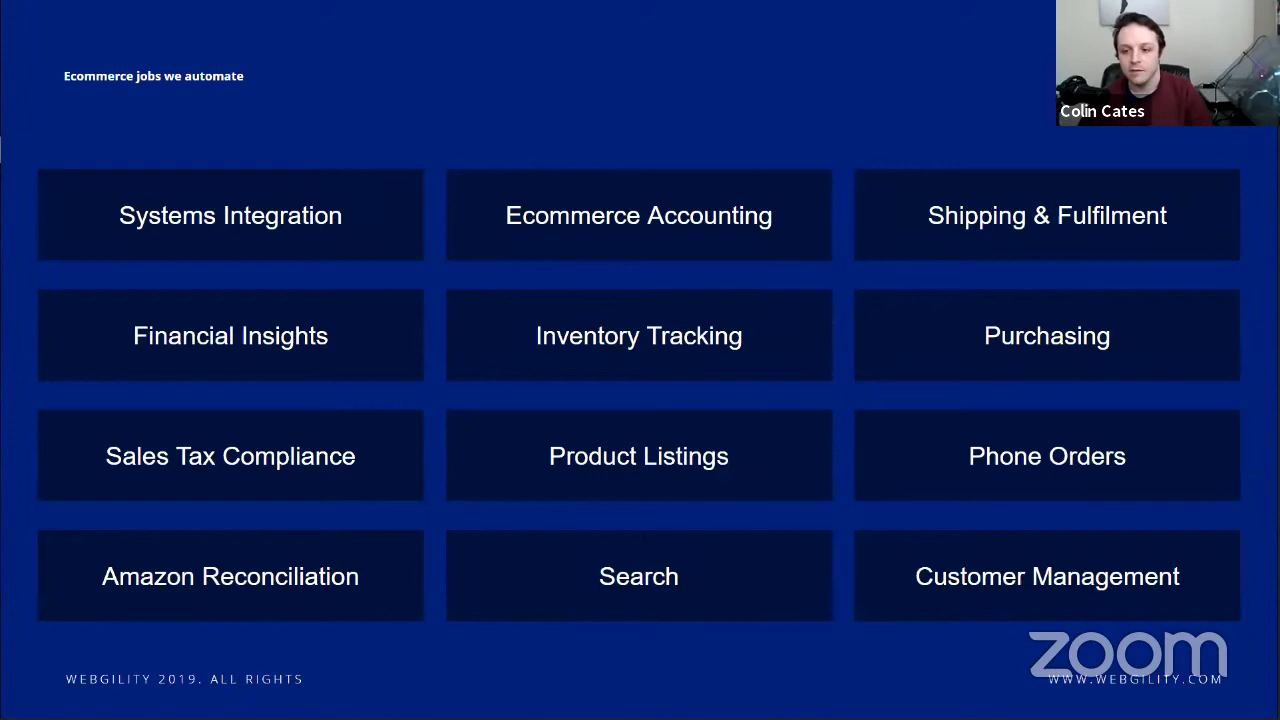 Ecommerce jobs we automate
Colin Cates
Systems Integration
Ecommerce Accounting
Shipping & Fulfilment
Financial Insights
Inventory Tracking
Purchasing
Sales Tax Compliance
Product Listings
Phone Orders
Amazon Reconciliation
Search
Customer Management
zoom
WEBGILITY 2019. ALL RIGHTS
WWW.WEBGILITY.COM